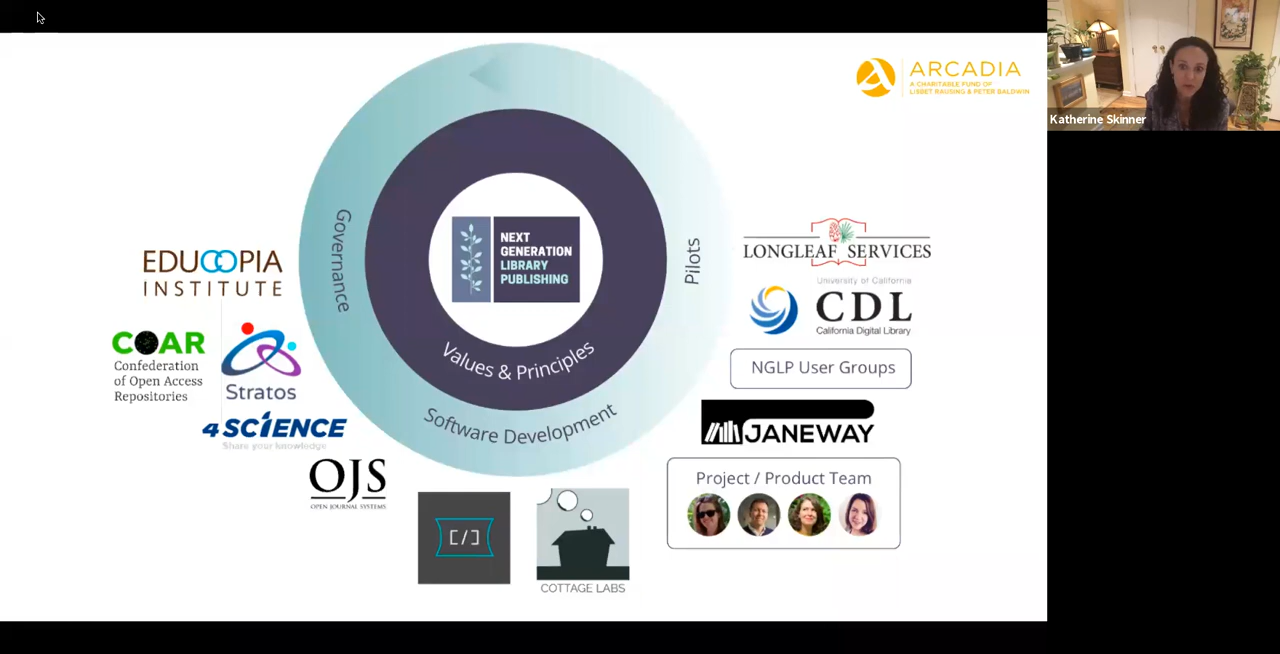 ARCADIA
A CHARITABLE FUND OF
LISBET RAUSING & PETER BALDWIN
Katherine Skinner
Governance
Pilots
NEXT
GENERATION
LIBRARY
PUBLISHING
Values & Principles
Software Development
EDUCOPIA
INSTITUTE
COAR
Confederation
of Open Access
Repositories
Stratos
4SCIENCE
Share your knowledge
OJS
OPEN JOURNAL SYSTEMS
[/]
COTTAGE LABS
LONGLEAF SERVICES
University of California
CDL
California Digital Library
NGLP User Groups
JANEWAY
Project / Product Team